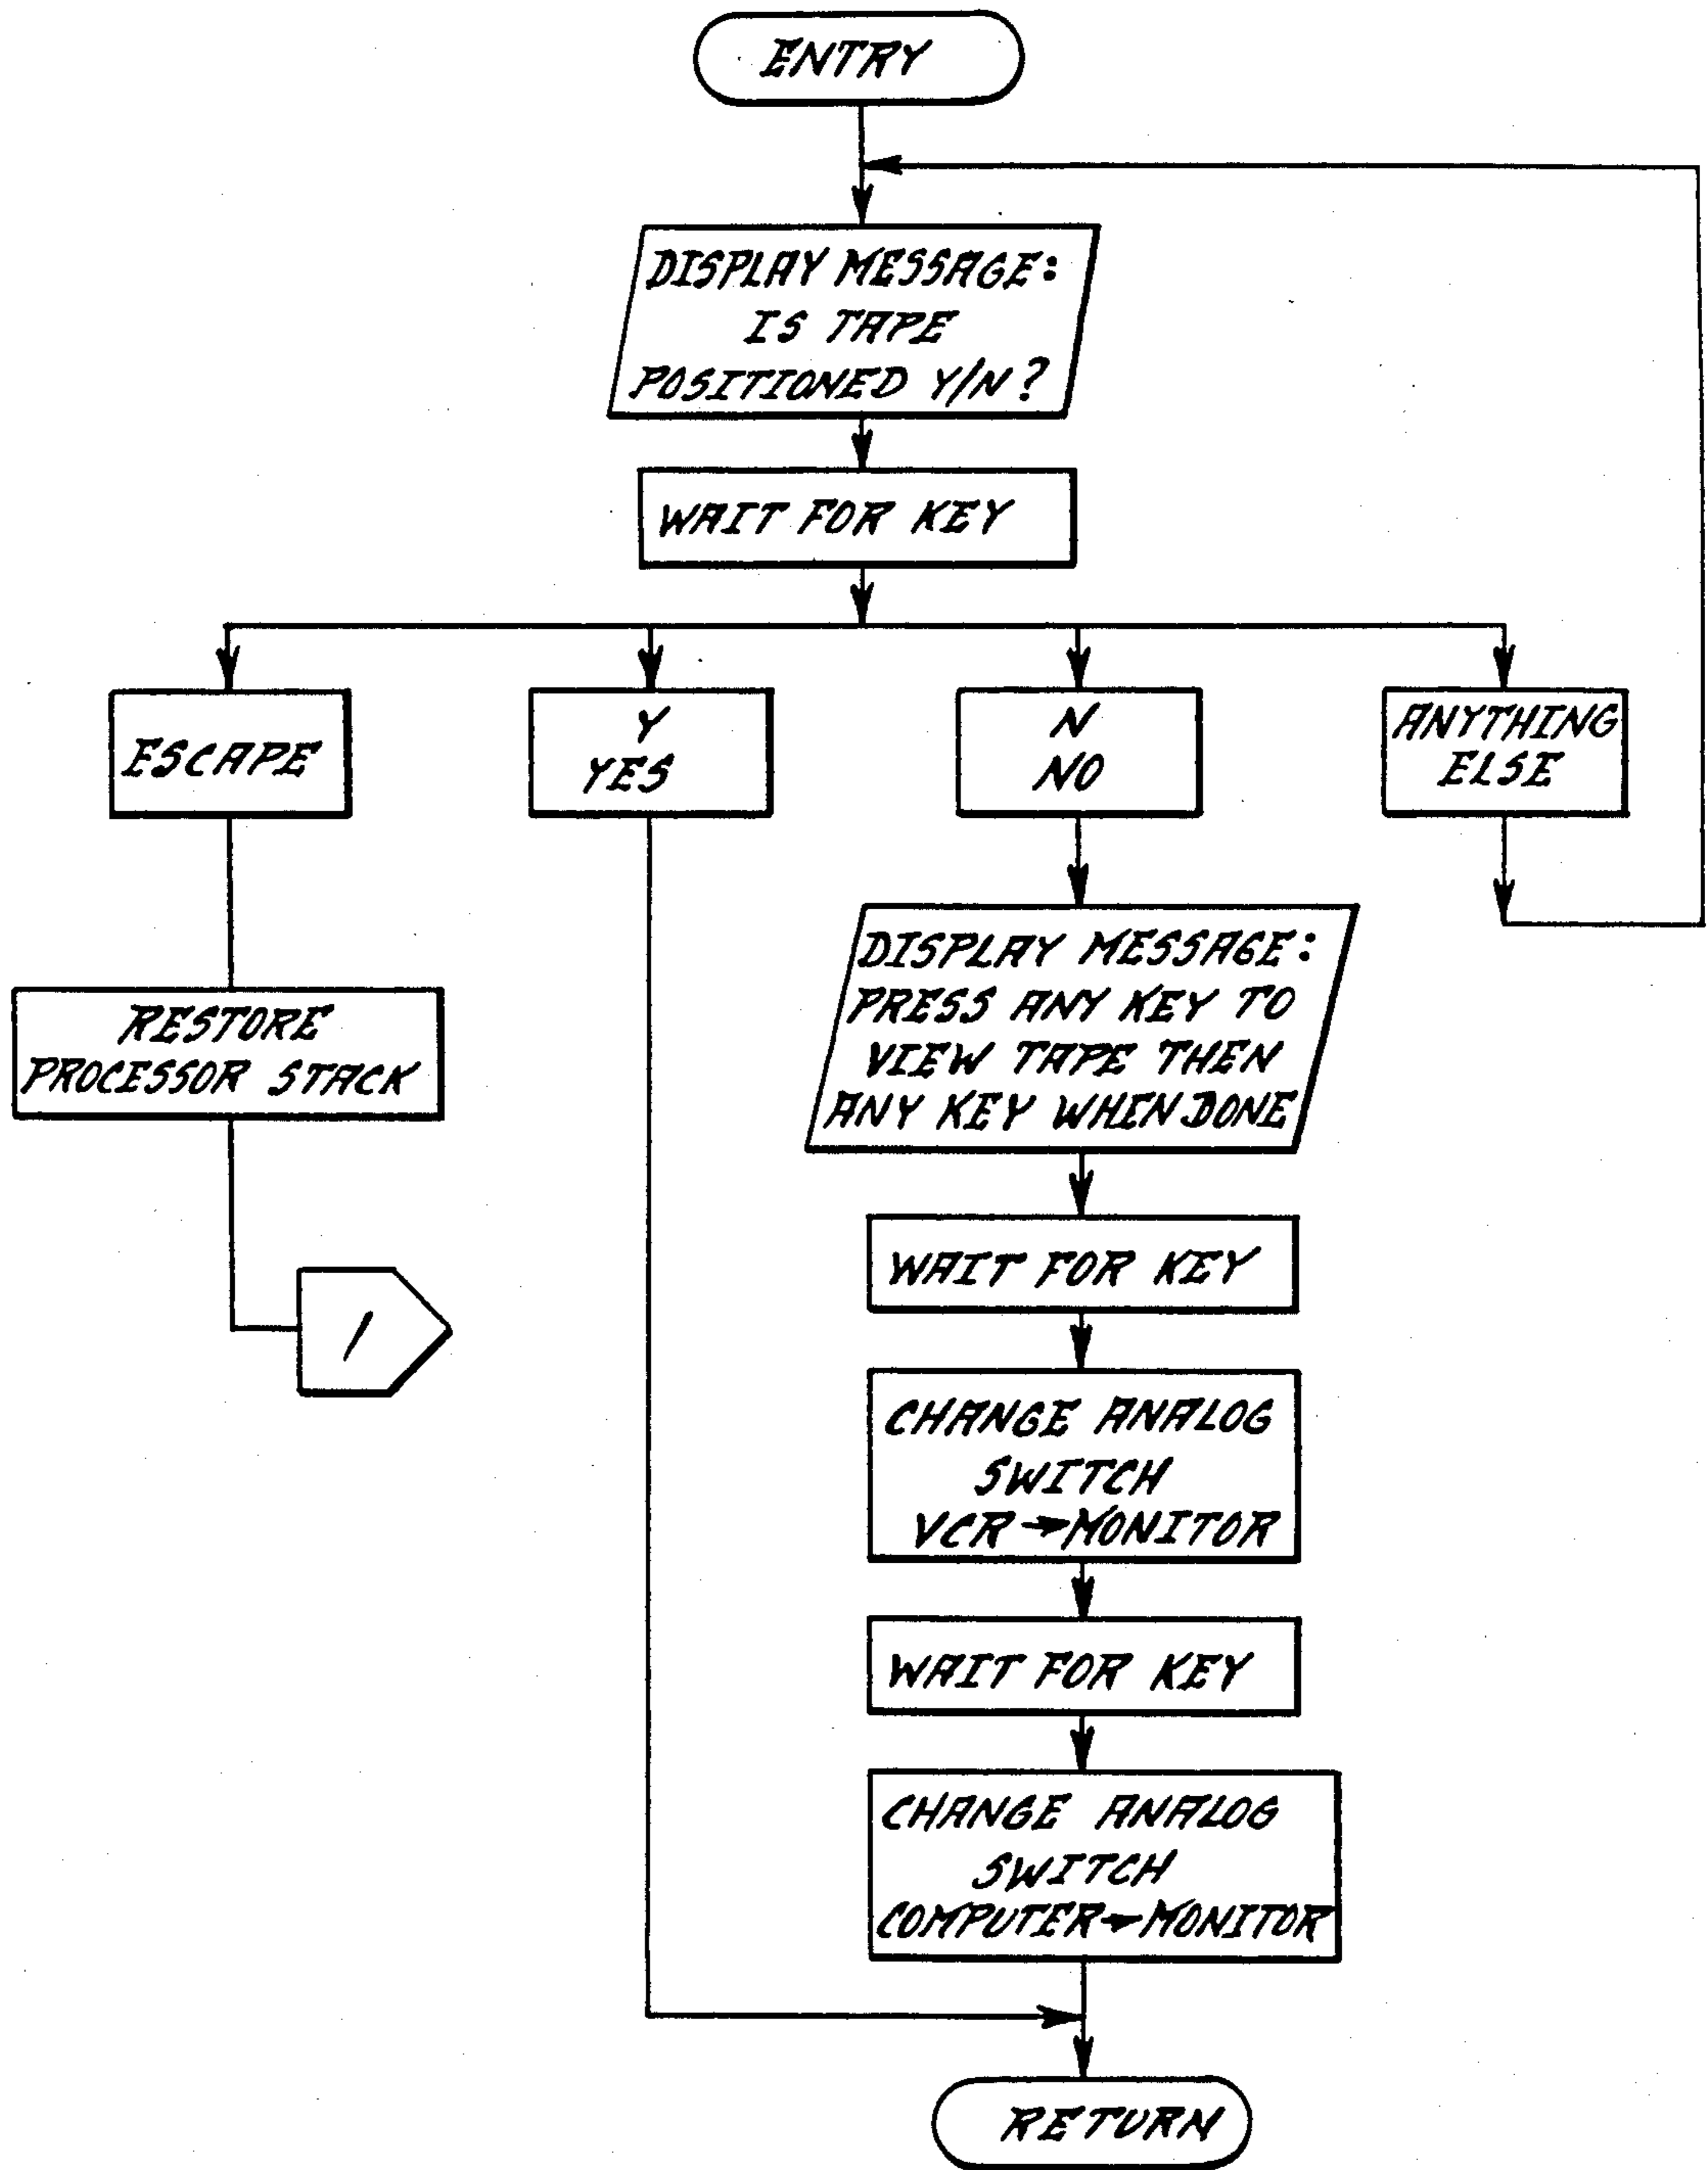 ENTRY
DISPLAY MESSAGE:
IS TAPE
POSITIONED Y/N?
WAIT FOR KEY
ESCAPE
Y
YES
N
NO
ANYTHING
ELSE
DISPLAY MESSAGE:
PRESS ANY KEY TO
VIEW TAPE THEN
ANY KEY WHEN DONE
RESTORE
PROCESSOR STACK
1
WAIT FOR KEY
CHANGE ANALOG
SWITCH
VCR→MONITOR
WAIT FOR KEY
CHANGE ANALOG
SWITCH
COMPUTER→MONITOR
RETURN